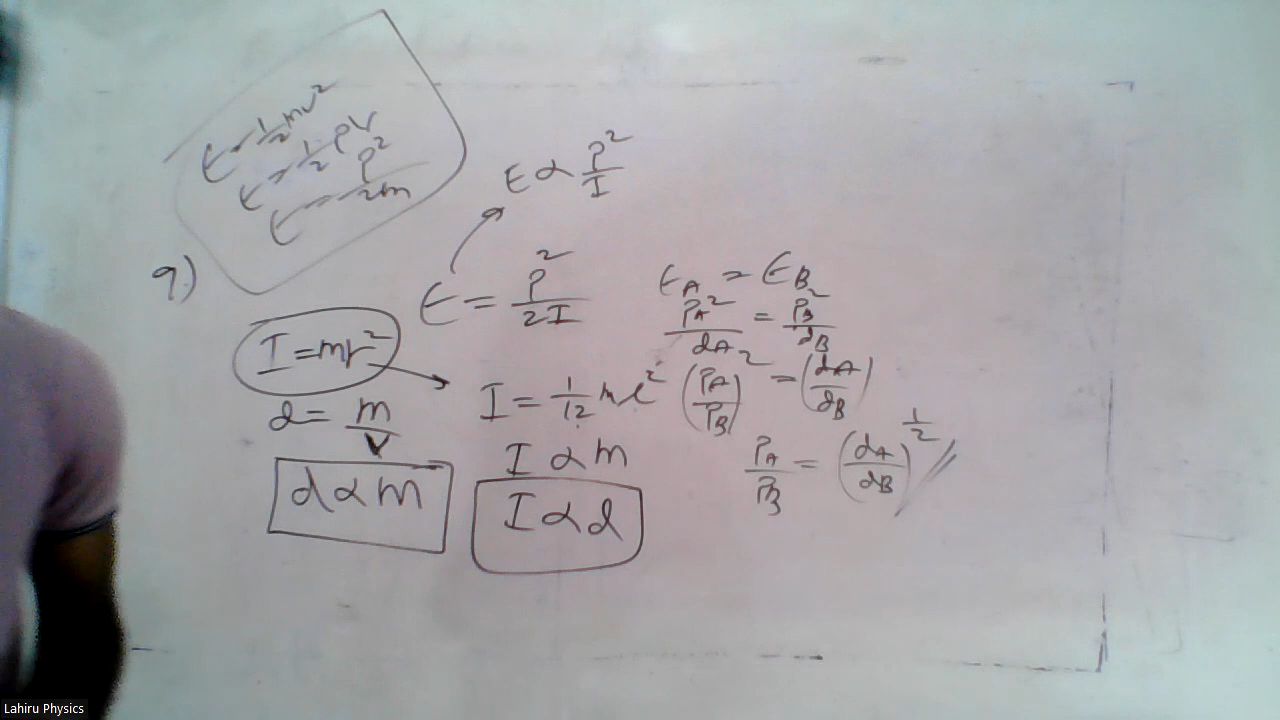 E = 1/2 mv²
E = 1/2 PV
E = P²/2m
E ∝ P²/I
9)
E = P²/2I
I = mr²
d = m/V
d ∝ m
I = 1/12 ml²
I ∝ m
I ∝ d
E_A = E_B
P_A²/d_A = P_B²/d_B
(P_A/P_B)² = (d_A/d_B)
P_A/P_B = (d_A/d_B)^1/2
Lahiru Physics